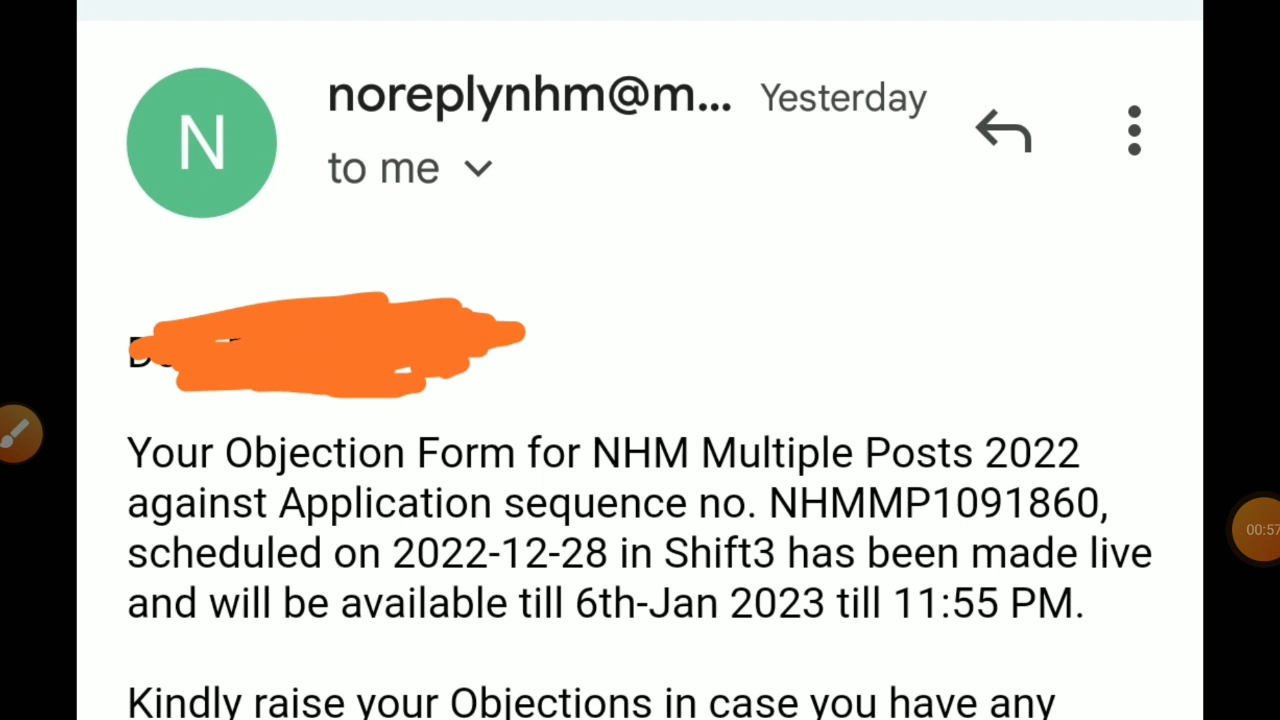 N
noreplynhm@m... Yesterday
to me
Your Objection Form for NHM Multiple Posts 2022
against Application sequence no. NHMMP1091860,
scheduled on 2022-12-28 in Shift3 has been made live
and will be available till 6th-Jan 2023 till 11:55 PM.
Kindly raise your Objections in case you have any
00:57